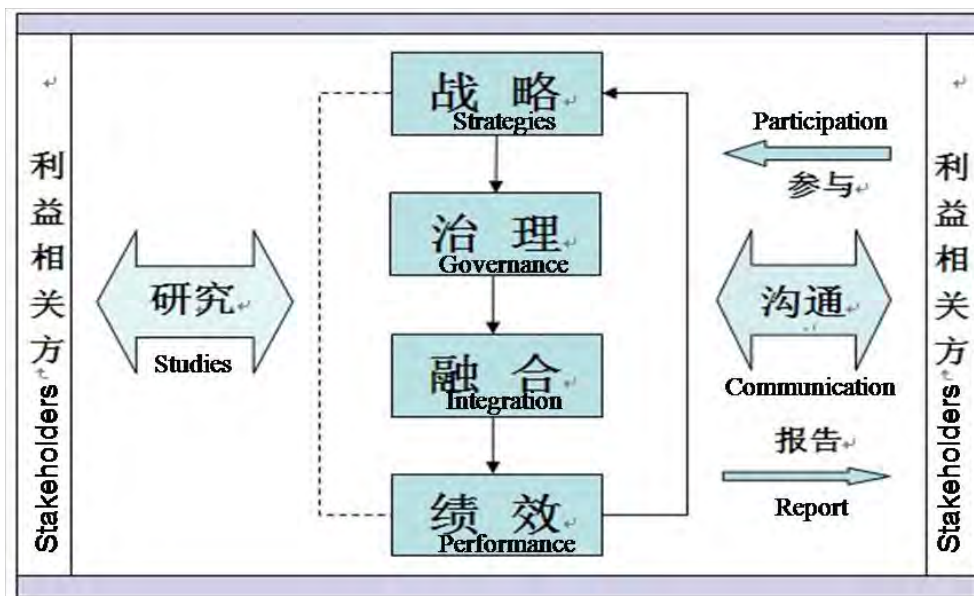 利益相关方
Stakeholders
研究
Studies
战略
Strategies
治理
Governance
融合
Integration
绩效
Performance
Participation
参与
沟通
Communication
报告
Report
利益相关方
Stakeholders